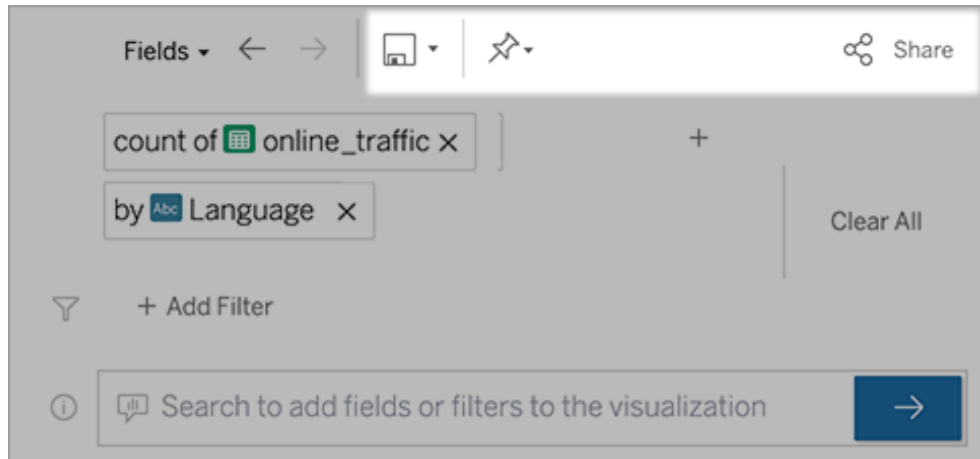 Fields
Share
count of online_traffic ×
by Abc Language ×
+
Clear All
+ Add Filter
Search to add fields or filters to the visualization